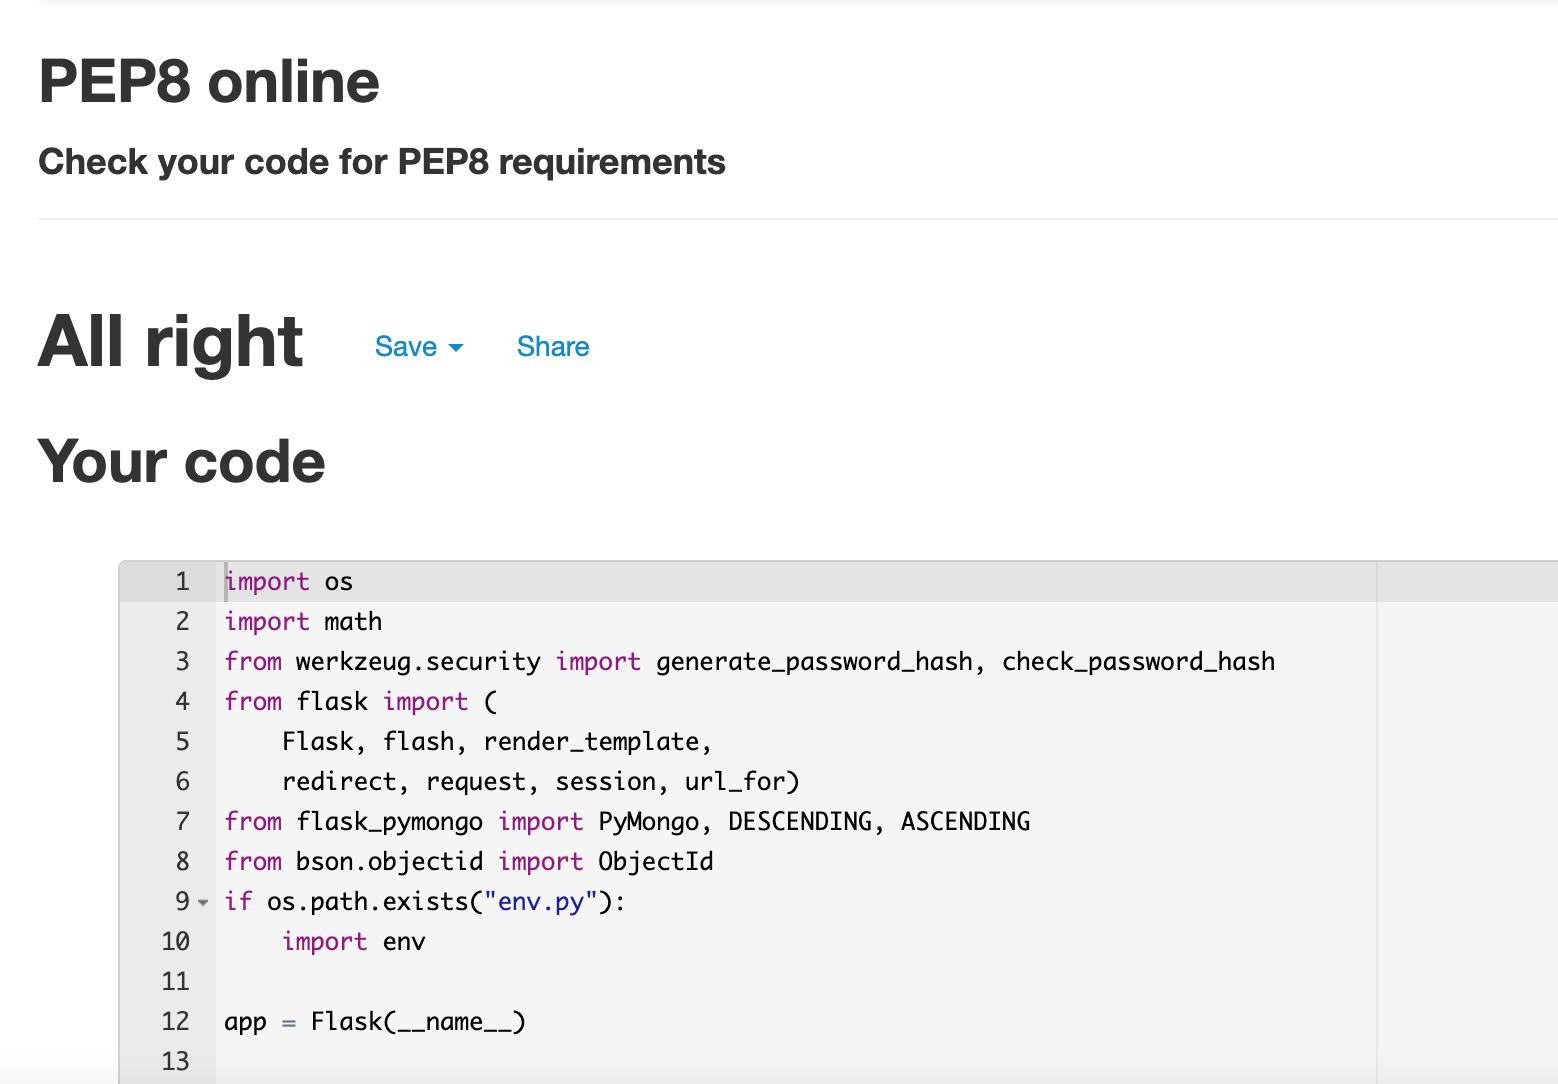 PEP8 online
Check your code for PEP8 requirements
All right Save Share
Your code
1 import os
2 import math
3 from werkzeug.security import generate_password_hash, check_password_hash
4 from flask import (
5     Flask, flash, render_template,
6     redirect, request, session, url_for)
7 from flask_pymongo import PyMongo, DESCENDING, ASCENDING
8 from bson.objectid import ObjectId
9 if os.path.exists("env.py"):
10     import env
11
12 app = Flask(__name__)
13